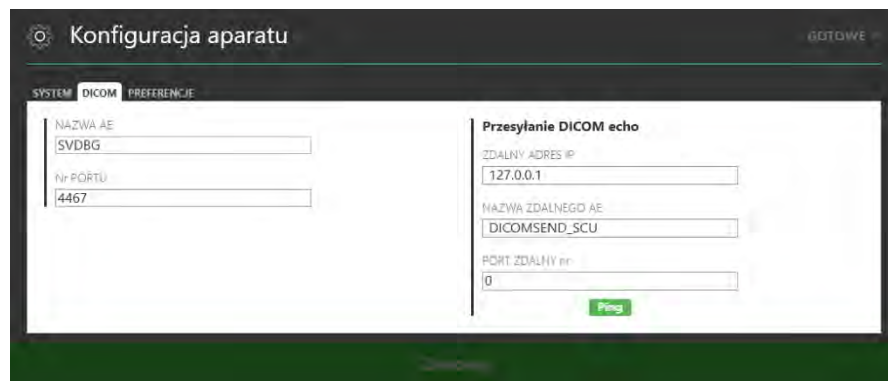 Konfiguracja aparatu
GOTOWE
SYSTEM DICOM PREFERENCJE
NAZWA AE
SVDBG
Nr PORTU
4467
Przesyłanie DICOM echo
ZDALNY ADRES IP
127.0.0.1
NAZWA ZDALNEGO AE
DICOMSEND_SCU
PORT ZDALNY nr
0
Ping